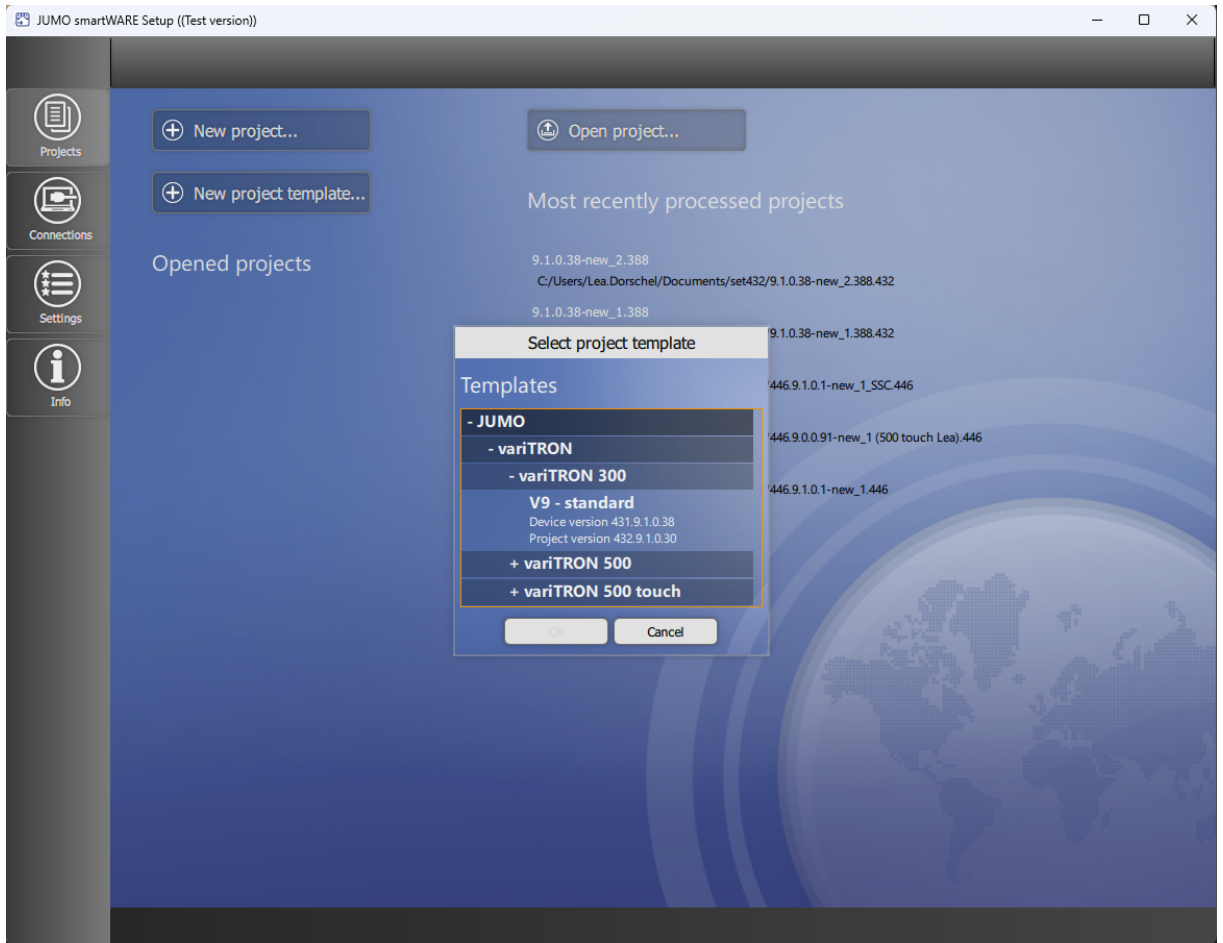 JUMO smartWARE Setup ((Test version))
Projects
Connections
Settings
Info
New project...
New project template...
Opened projects
Open project...
Most recently processed projects
9.1.0.38-new_2.388
C:/Users/Lea.Dorschel/Documents/set432/9.1.0.38-new_2.388.432
9.1.0.38-new_1.388
'9.1.0.38-new_1.388.432
'446.9.1.0.1-new_1_SSC.446
'446.9.0.0.91-new_1 (500 touch Lea).446
'446.9.1.0.1-new_1.446
Select project template
Templates
- JUMO
- variTRON
- variTRON 300
V9 - standard
Device version 431.9.1.0.38
Project version 432.9.1.0.30
+ variTRON 500
+ variTRON 500 touch
OK
Cancel